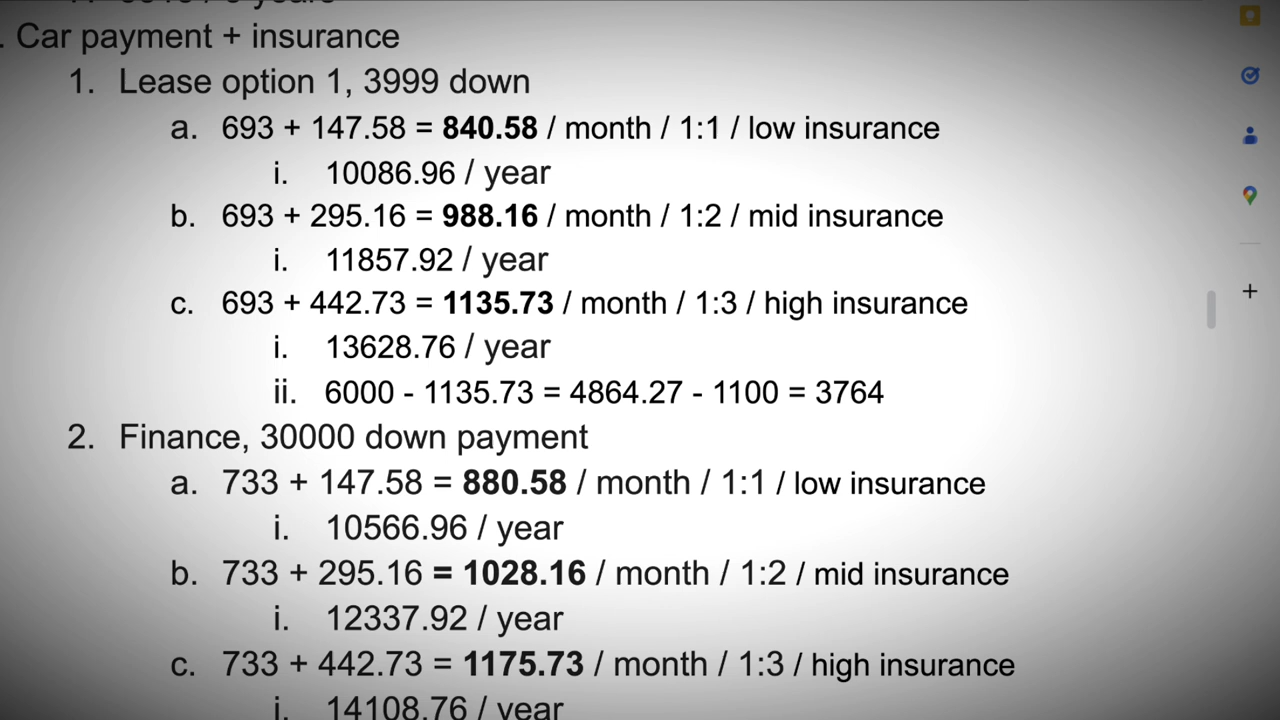 . Car payment + insurance
1. Lease option 1, 3999 down
a. 693 + 147.58 = 840.58 / month / 1:1 / low insurance
i. 10086.96 / year
b. 693 + 295.16 = 988.16 / month / 1:2 / mid insurance
i. 11857.92 / year
c. 693 + 442.73 = 1135.73 / month / 1:3 / high insurance
i. 13628.76 / year
ii. 6000 - 1135.73 = 4864.27 - 1100 = 3764
2. Finance, 30000 down payment
a. 733 + 147.58 = 880.58 / month / 1:1 / low insurance
i. 10566.96 / year
b. 733 + 295.16 = 1028.16 / month / 1:2 / mid insurance
i. 12337.92 / year
c. 733 + 442.73 = 1175.73 / month / 1:3 / high insurance
i. 14108.76 / year